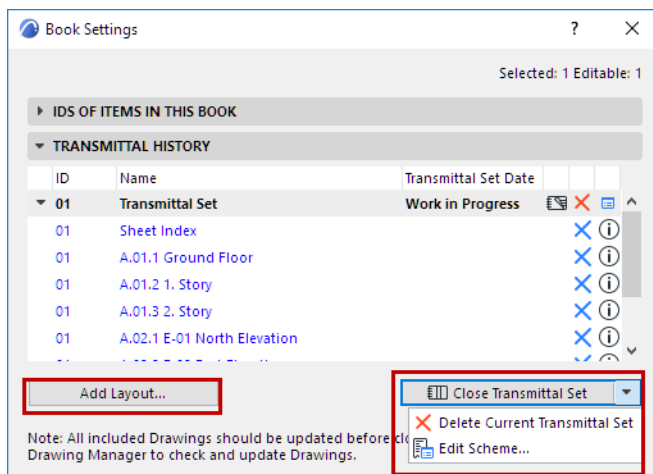 Book Settings
?
Selected: 1 Editable: 1
IDS OF ITEMS IN THIS BOOK
TRANSMITTAL HISTORY
ID Name Transmittal Set Date
01 Transmittal Set Work in Progress
01 Sheet Index
01 A.01.1 Ground Floor
01 A.01.2 1. Story
01 A.01.3 2. Story
01 A.02.1 E-01 North Elevation
Add Layout... Close Transmittal Set
Delete Current Transmittal Set
Edit Scheme...
Note: All included Drawings should be updated before
Drawing Manager to check and update Drawings.